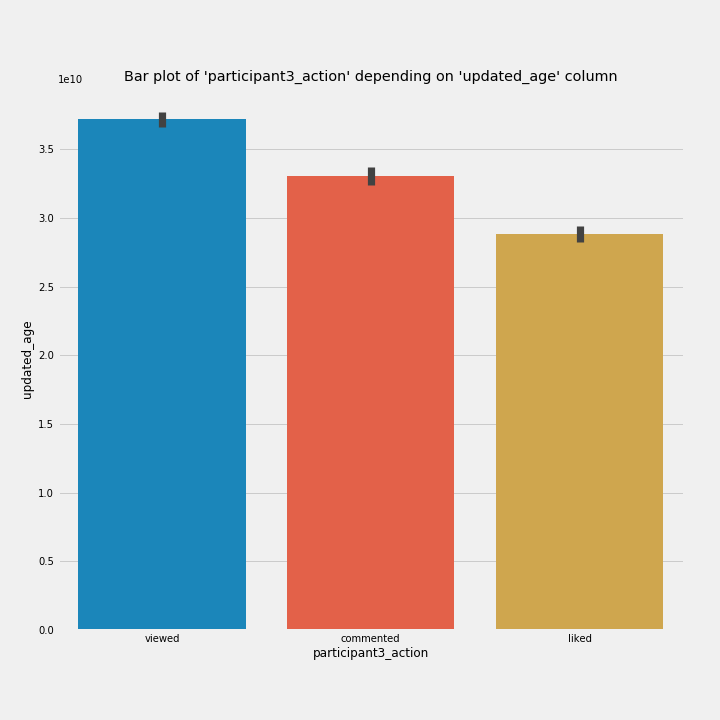 Bar plot of 'participant3_action' depending on 'updated_age' column
1e10
3.5
3.0
2.5
2.0
1.5
1.0
0.5
0.0
updated_age
viewed
commented
liked
participant3_action